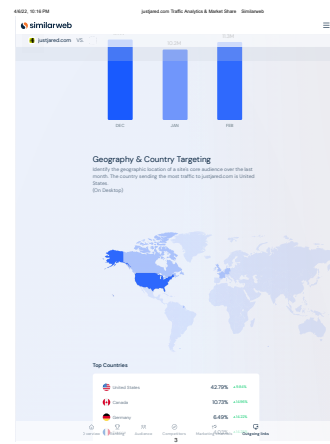 4/6/22, 10:16 PM justjared.com Traffic Analytics & Market Share Similarweb
similarweb
justjared.com VS.
DEC JAN FEB
Geography & Country Targeting
Identify the geographic location of a site's core audience over the last
month. The country sending the most traffic to justjared.com is United
States.
(On Desktop)
Top Countries
United States 42.79%
Canada 10.73%
Germany 6.49%
Audience Competitors Outgoing links
3